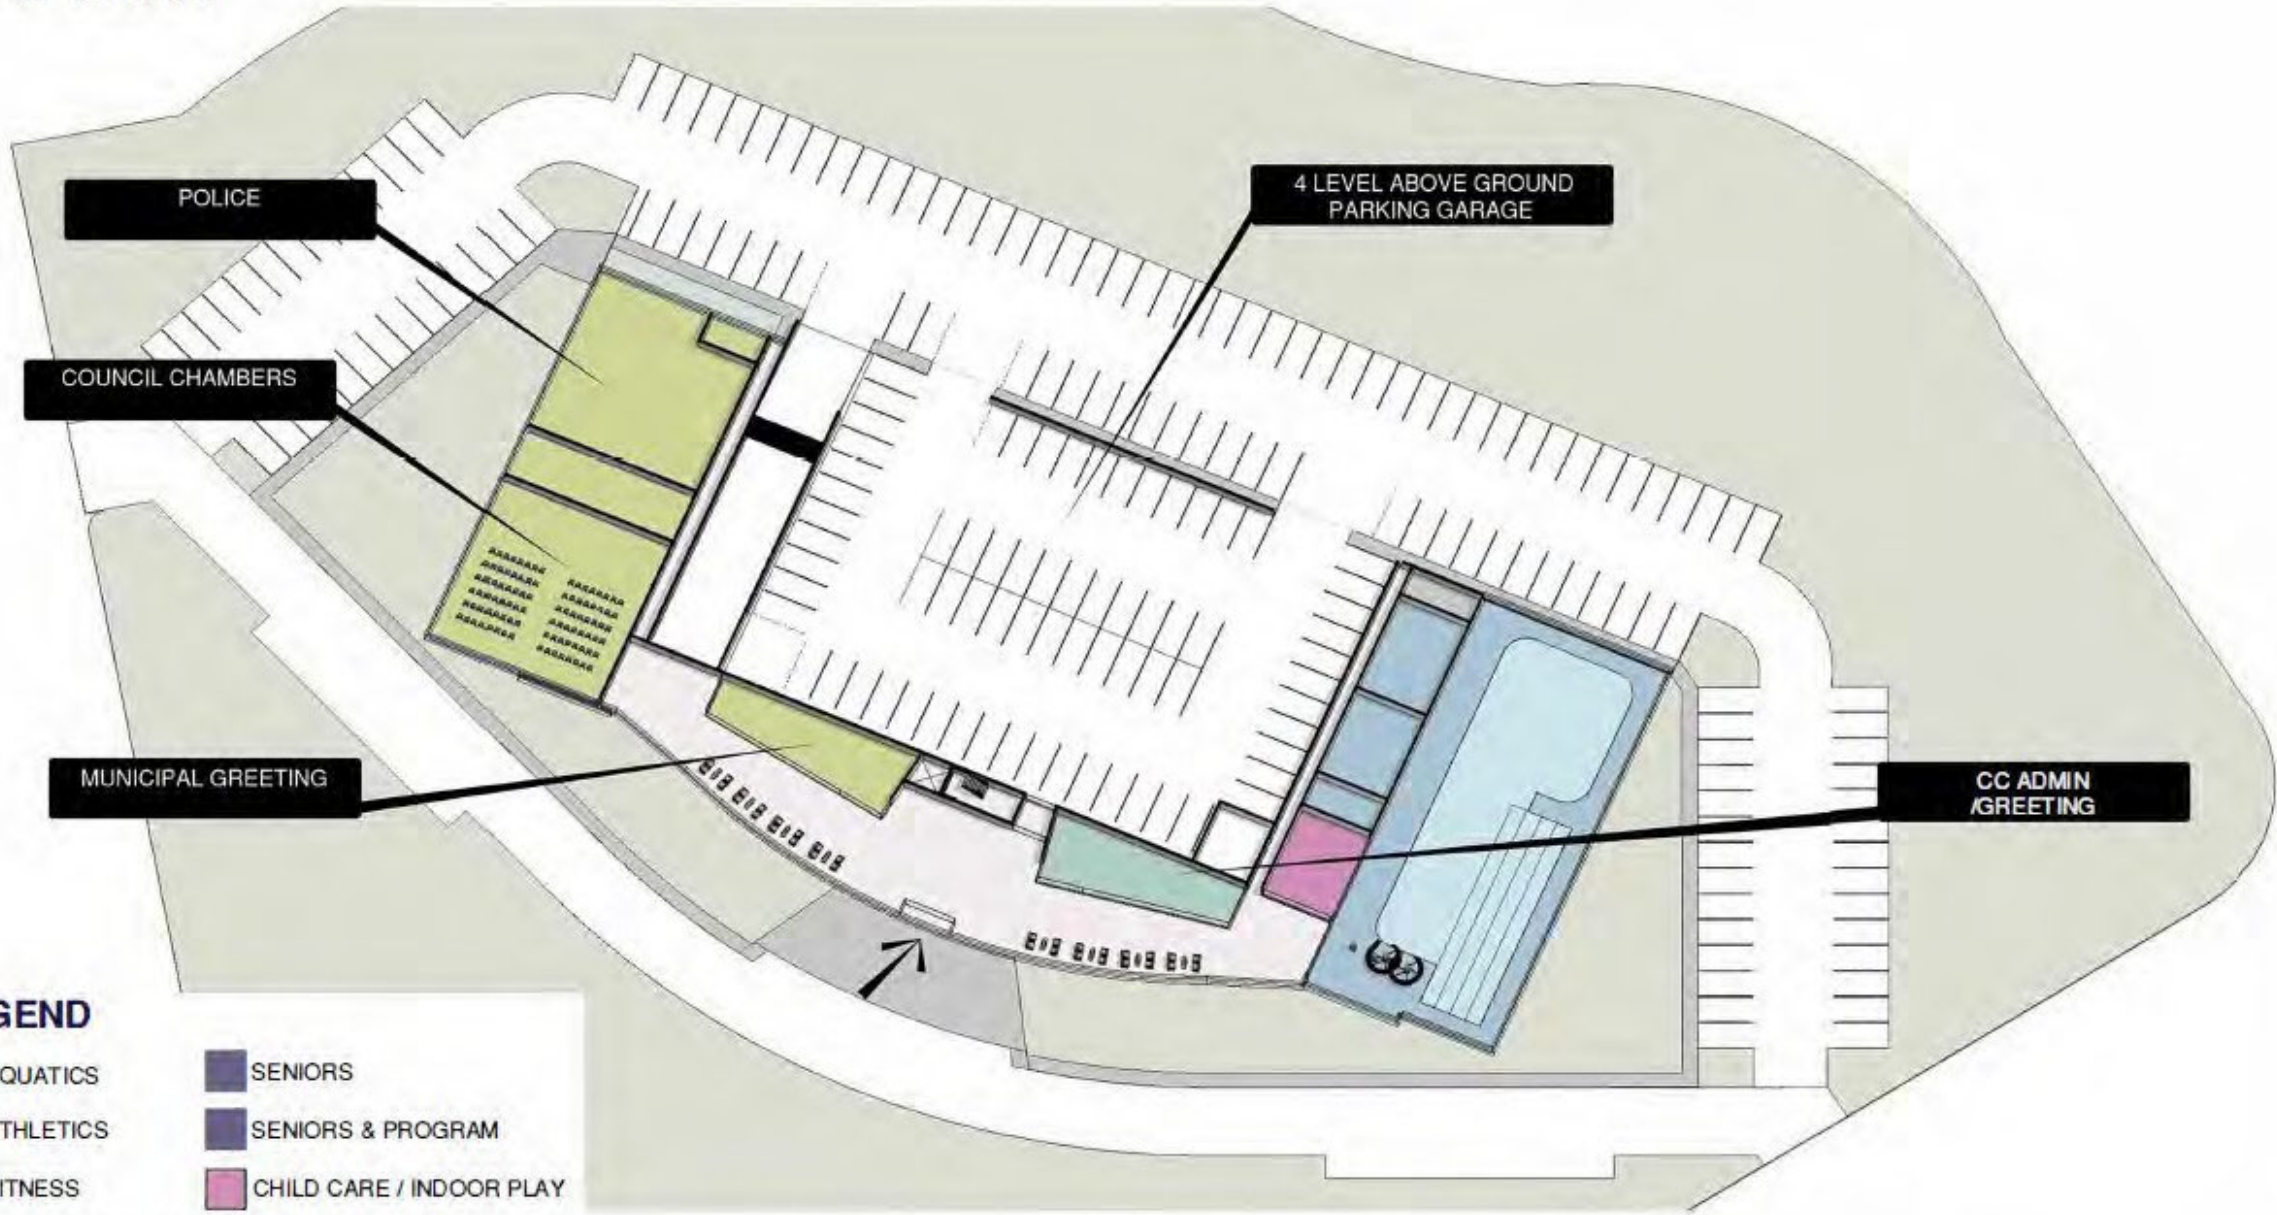 POLICE
4 LEVEL ABOVE GROUND
PARKING GARAGE
COUNCIL CHAMBERS
MUNICIPAL GREETING
CC ADMIN
/GREETING
GEND
QUATICS
SENIORS
THLETICS
SENIORS & PROGRAM
ITNESS
CHILD CARE / INDOOR PLAY